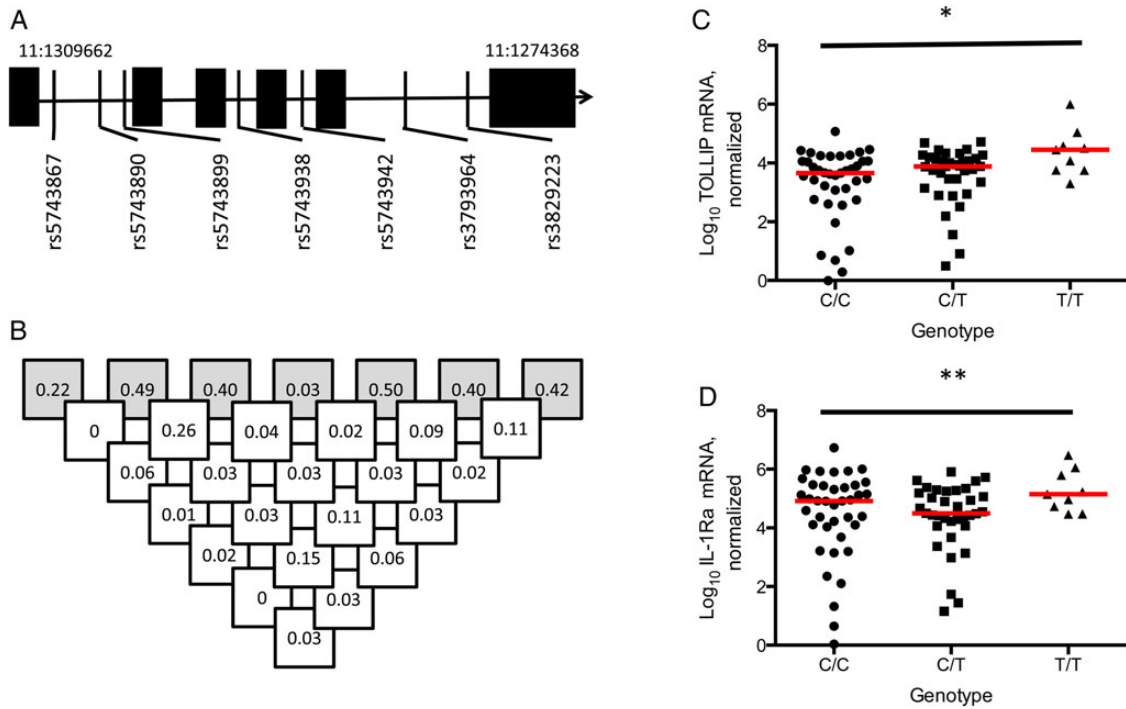 A
11:1309662
11:1274368
rs5743867
rs5743890
rs5743899
rs5743938
rs5743942
rs3793964
rs3829223
B
0.22 0.49 0.40 0.03 0.50 0.40 0.42
0 0.26 0.04 0.02 0.09 0.11
0.06 0.03 0.03 0.03 0.02
0.01 0.03 0.11 0.03
0.02 0.15 0.06
0 0.03
0.03
C
*
Log10 TOLLIP mRNA,
normalized
8
6
4
2
0
C/C C/T T/T
Genotype
D
**
Log10 IL-1Ra mRNA,
normalized
8
6
4
2
0
C/C C/T T/T
Genotype